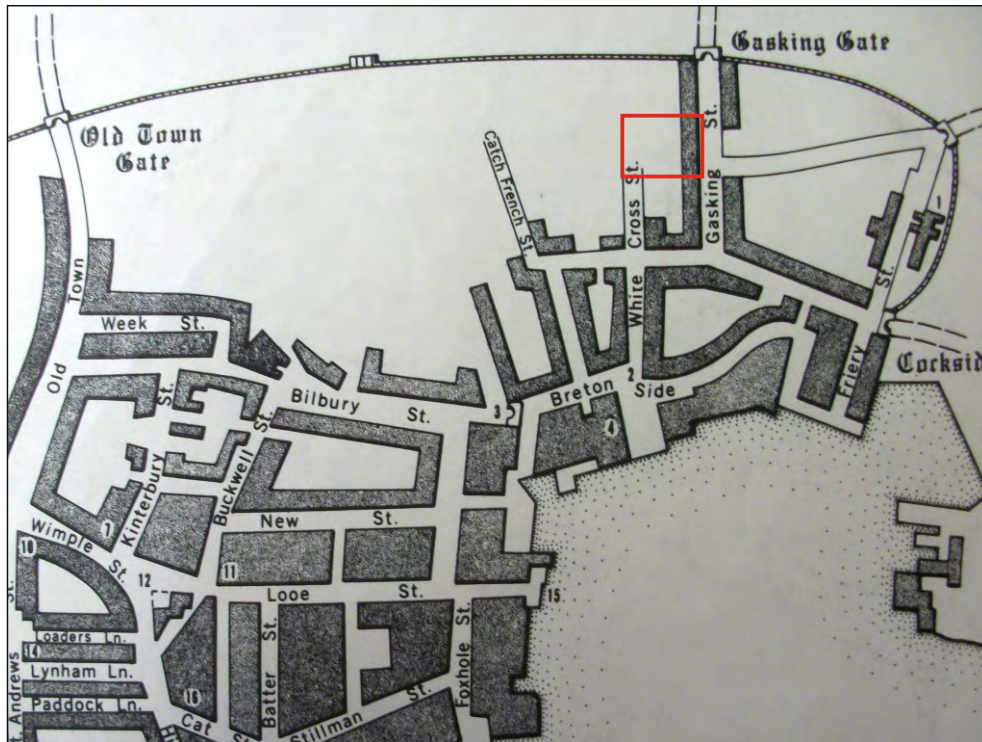 Gasking Gate
Old Town
Gate
Catch French St.
White Cross St.
Gasking St.
1
Friery St.
Cockside
Old Town
Week St.
Bilbury St.
3
Breton Side
2
4
St.
Kinterbury
Buckwell St.
7
New St.
Wimple St.
10
11
12
Looe St.
15
St. Andrews St.
Loaders Ln.
14
Lynham Ln.
Paddock Ln.
16
Cat St.
Batter St.
Stillman St.
Foxhole St.